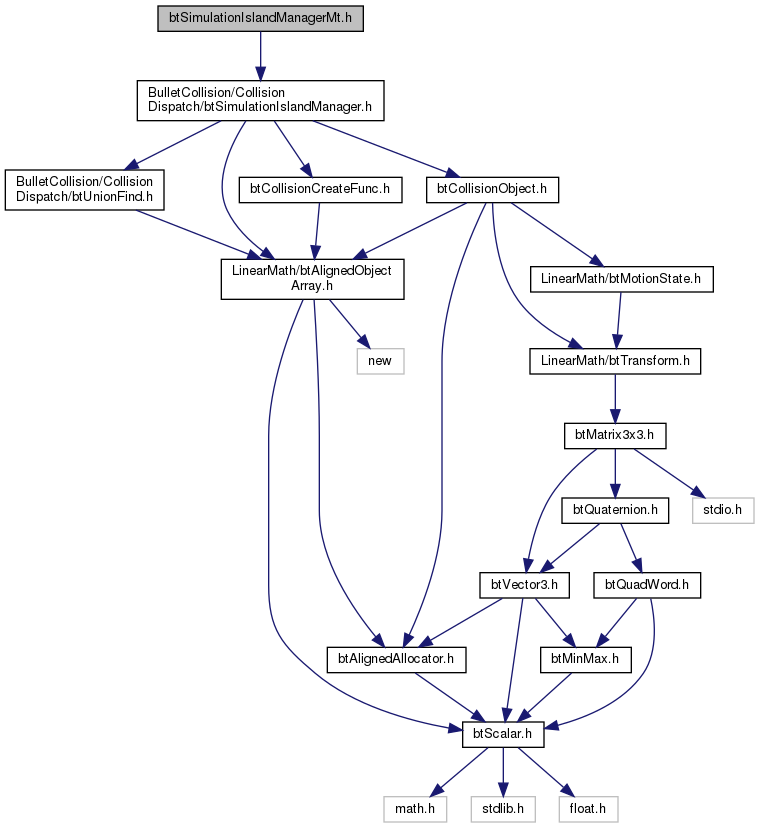 btSimulationIslandManagerMt.h
BulletCollision/Collision
Dispatch/btSimulationIslandManager.h
BulletCollision/Collision
Dispatch/btUnionFind.h
btCollisionCreateFunc.h
btCollisionObject.h
LinearMath/btAlignedObject
Array.h
LinearMath/btMotionState.h
new
LinearMath/btTransform.h
btMatrix3x3.h
btQuaternion.h
stdio.h
btVector3.h
btQuadWord.h
btAlignedAllocator.h
btMinMax.h
btScalar.h
math.h
stdlib.h
float.h